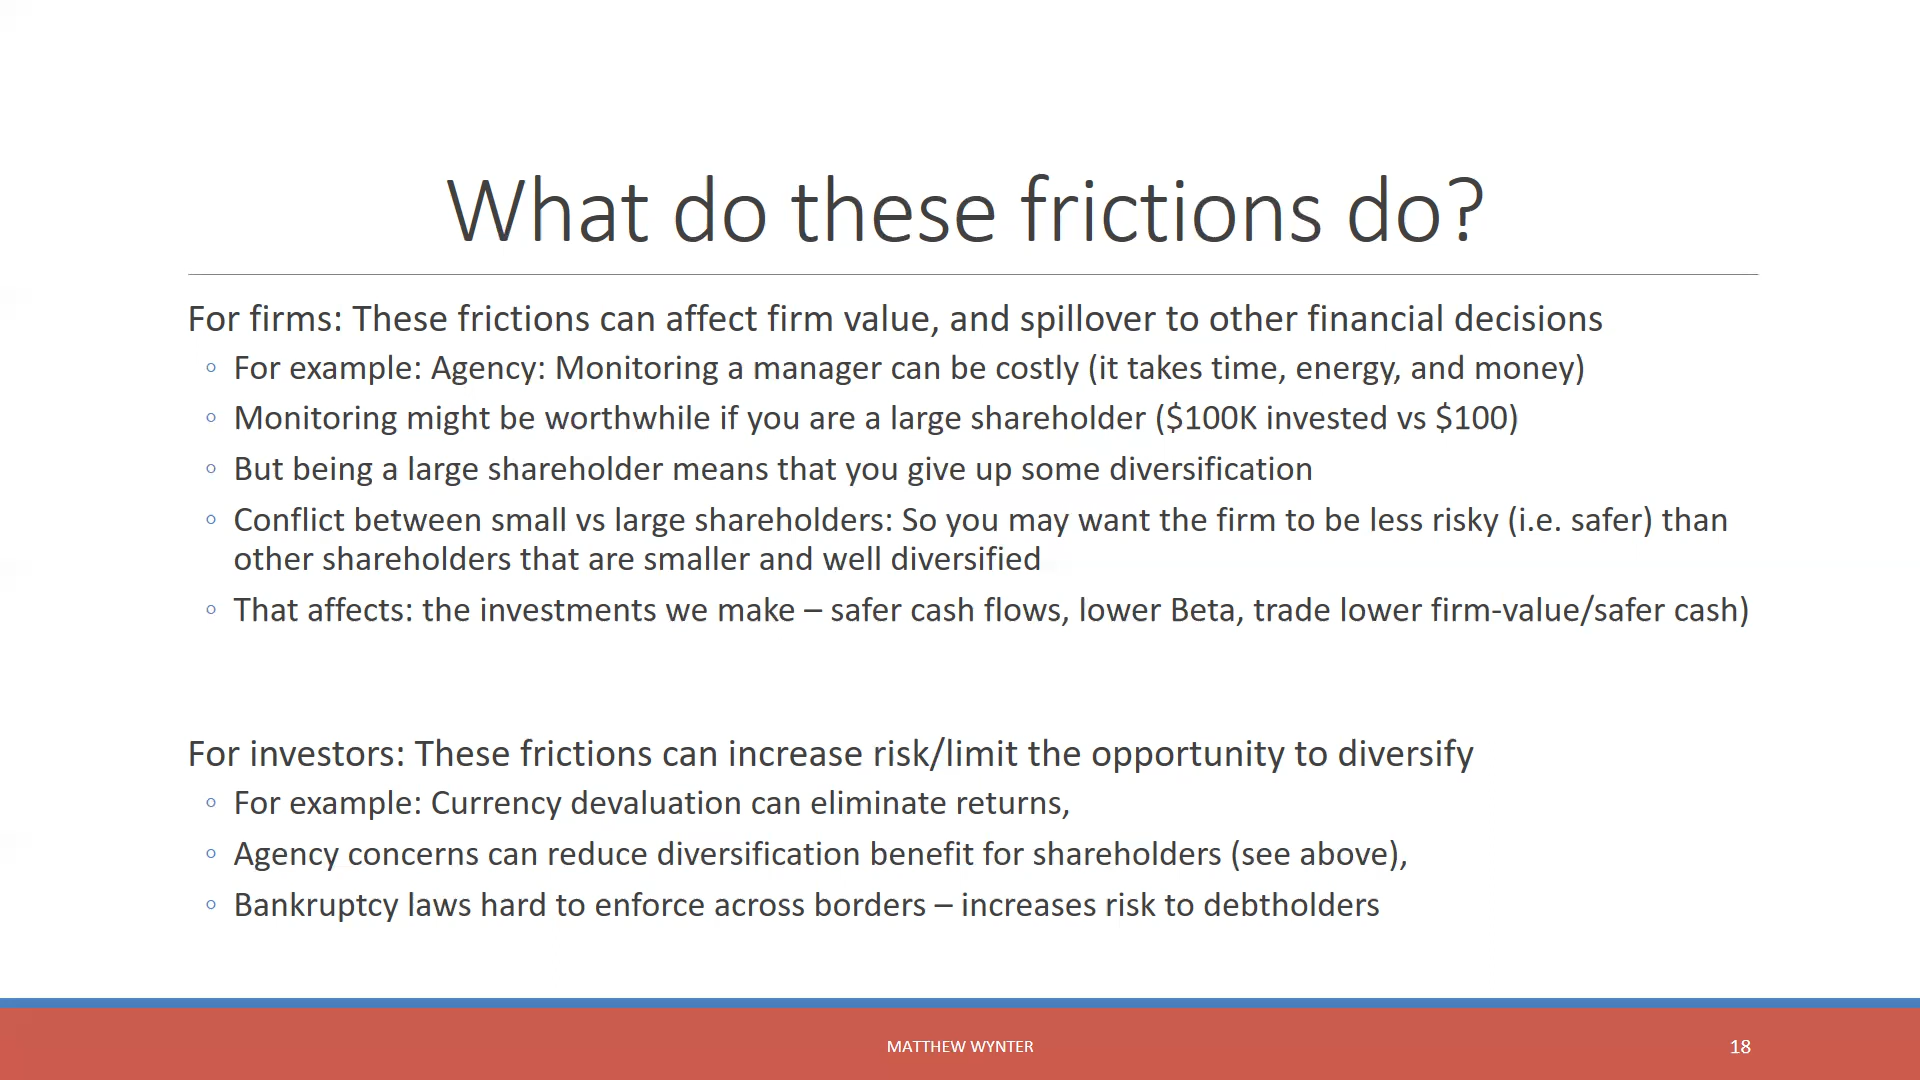 What do these frictions do?
For firms: These frictions can affect firm value, and spillover to other financial decisions
◦ For example: Agency: Monitoring a manager can be costly (it takes time, energy, and money)
◦ Monitoring might be worthwhile if you are a large shareholder ($100K invested vs $100)
◦ But being a large shareholder means that you give up some diversification
◦ Conflict between small vs large shareholders: So you may want the firm to be less risky (i.e. safer) than
other shareholders that are smaller and well diversified
◦ That affects: the investments we make – safer cash flows, lower Beta, trade lower firm-value/safer cash)
For investors: These frictions can increase risk/limit the opportunity to diversify
◦ For example: Currency devaluation can eliminate returns,
◦ Agency concerns can reduce diversification benefit for shareholders (see above),
◦ Bankruptcy laws hard to enforce across borders – increases risk to debtholders
MATTHEW WYNTER
18